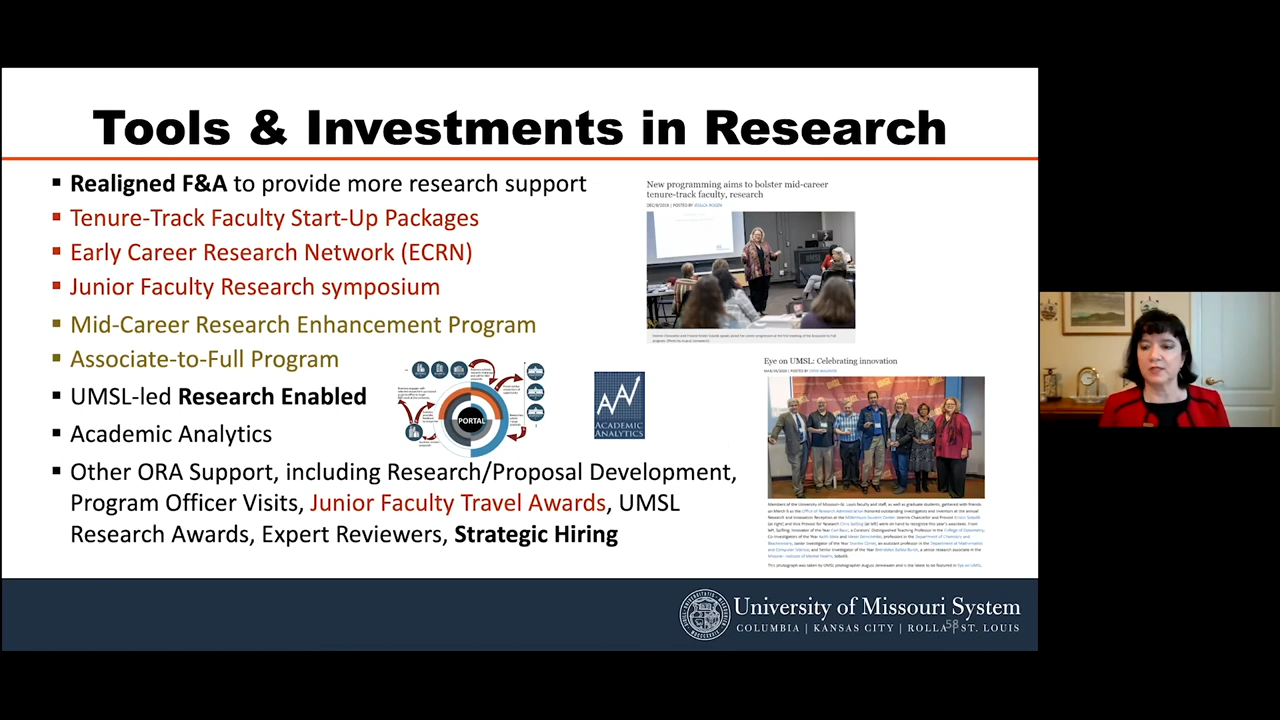 Tools & Investments in Research
Realigned F&A to provide more research support
Tenure-Track Faculty Start-Up Packages
Early Career Research Network (ECRN)
Junior Faculty Research symposium
Mid-Career Research Enhancement Program
Associate-to-Full Program
UMSL-led Research Enabled
Academic Analytics
Other ORA Support, including Research/Proposal Development,
Program Officer Visits, Junior Faculty Travel Awards, UMSL
Research Awards, Expert Reviewers, Strategic Hiring
PORTAL
ACADEMIC
ANALYTICS
New programming aims to bolster mid-career
tenure-track faculty, research
Eye on UMSL: Celebrating innovation
University of Missouri System
COLUMBIA | KANSAS CITY | ROLLA | ST. LOUIS
58